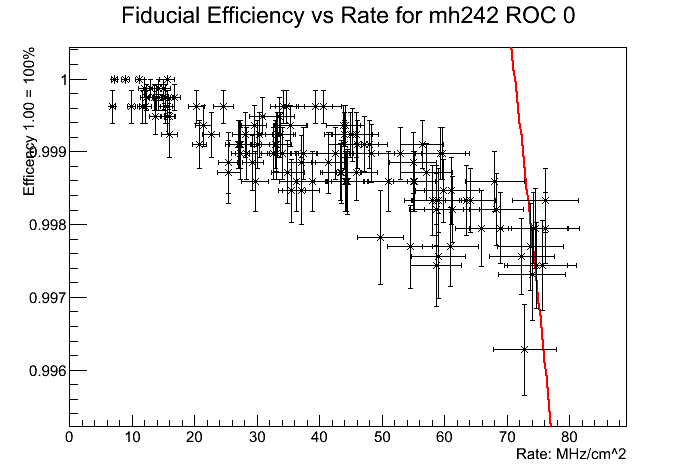 Fiducial Efficiency vs Rate for mh242 ROC 0
Efficency 1.00 = 100%
1
0.999
0.998
0.997
0.996
0 10 20 30 40 50 60 70 80
Rate: MHz/cm^2